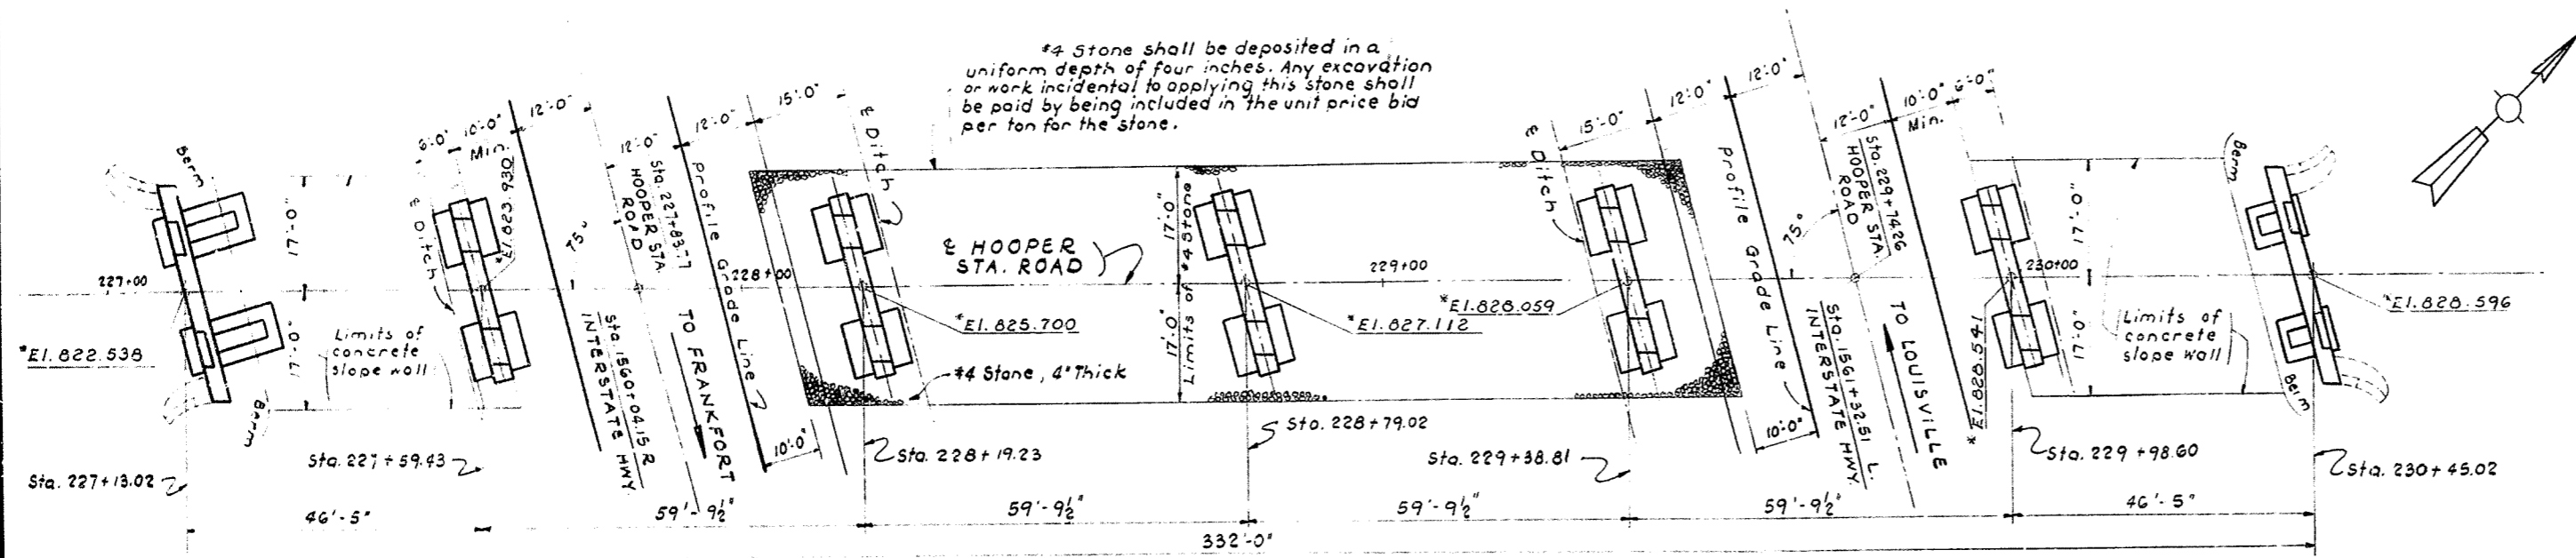 #4 Stone shall be deposited in a
uniform depth of four inches. Any excavation
or work incidental to applying this stone shall
be paid by being included in the unit price bid
per ton for the stone.
6'-0"
10'-0"
Min.
12'-0"
12'-0"
12'-0"
15'-0"
℄ Ditch
15'-0"
12'-0"
12'-0"
12'-0"
10'-0"
Min.
6'-0"
℄ Ditch
Berm
17'-0"
℄ Ditch
*El. 823.930
75°
Sta. 227+83.77
HOOPER STA.
ROAD
Profile Grade Line
℄ HOOPER
STA. ROAD
17'-0"
Limits of #4 Stone
17'-0"
Profile Grade Line
75°
Sta. 229+74.26
HOOPER STA.
ROAD
17'-0"
Berm
227+00
228+00
229+00
230+00
*El. 822.538
17'-0"
Limits of
concrete
slope wall
Sta. 1560+04.15 R
INTERSTATE HWY.
TO FRANKFORT
*El. 825.700
*El. 827.112
*El. 828.059
Sta. 1561+32.51 L.
INTERSTATE HWY.
TO LOUISVILLE
*El. 828.541
17'-0"
Limits of
concrete
slope wall
*El. 828.596
#4 Stone, 4" Thick
Berm
Berm
10'-0"
10'-0"
Sta. 227+13.02
Sta. 227+59.43
Sta. 228+19.23
Sta. 228+79.02
Sta. 229+38.81
Sta. 229+98.60
Sta. 230+45.02
46'-5"
59'-9½"
59'-9½"
59'-9½"
59'-9½"
46'-5"
332'-0"